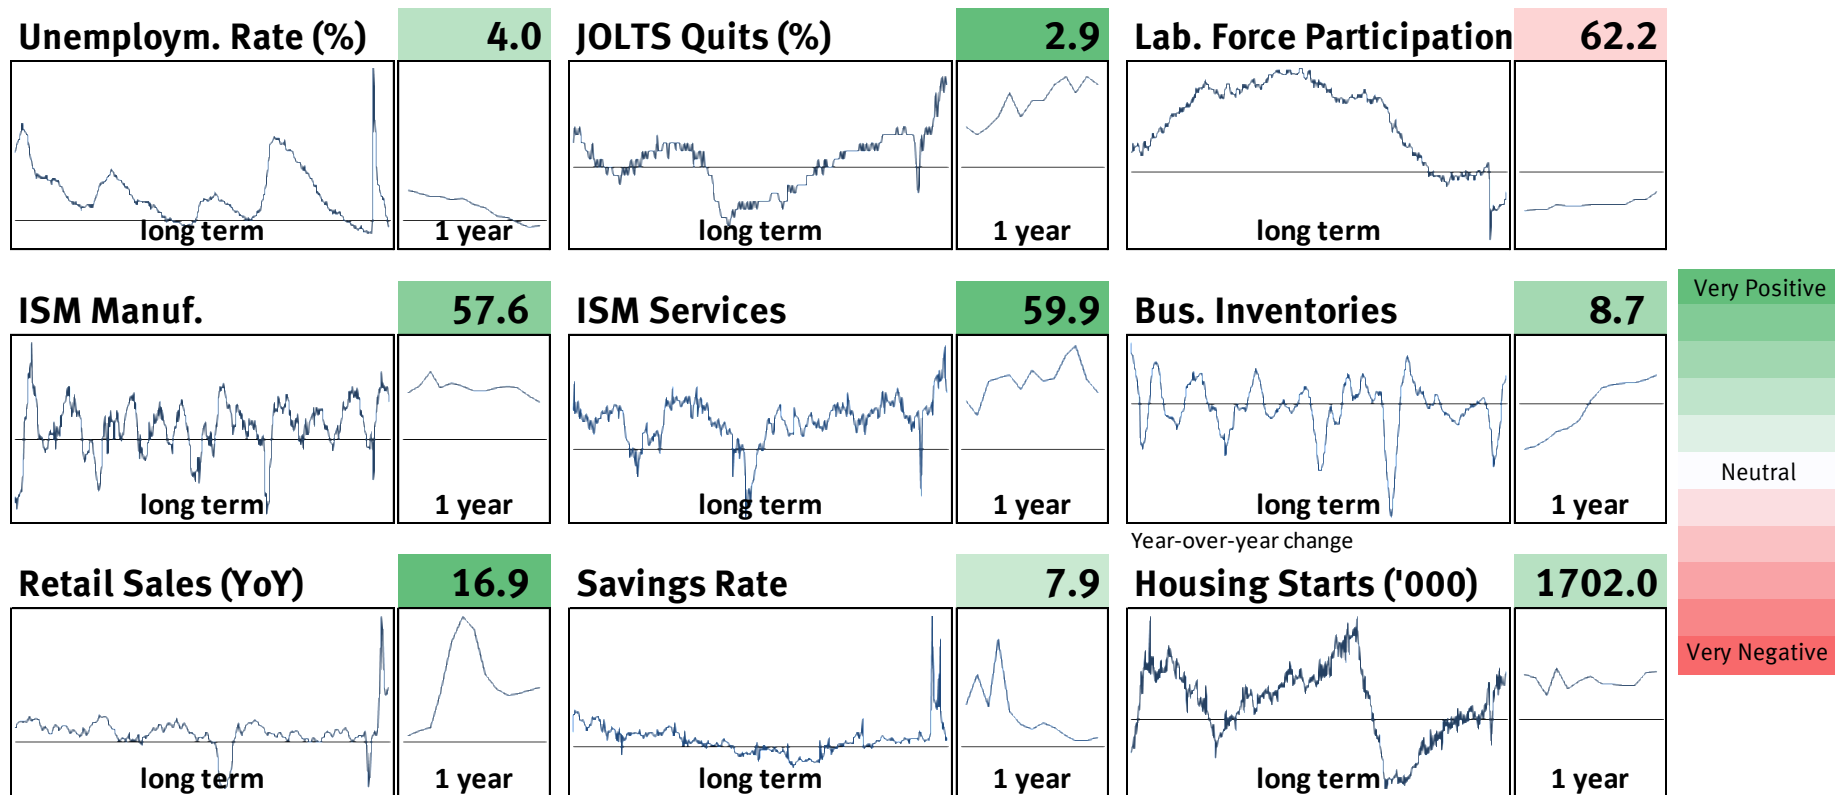 Unemploym. Rate (%) 4.0 JOLTS Quits (%) 2.9 Lab. Force Participation 62.2
long term 1 year long term 1 year long term 1 year
ISM Manuf. 57.6 ISM Services 59.9 Bus. Inventories 8.7
long term 1 year long term 1 year long term 1 year
Year-over-year change
Retail Sales (YoY) 16.9 Savings Rate 7.9 Housing Starts ('000) 1702.0
long term 1 year long term 1 year long term 1 year
Very Positive
Neutral
Very Negative